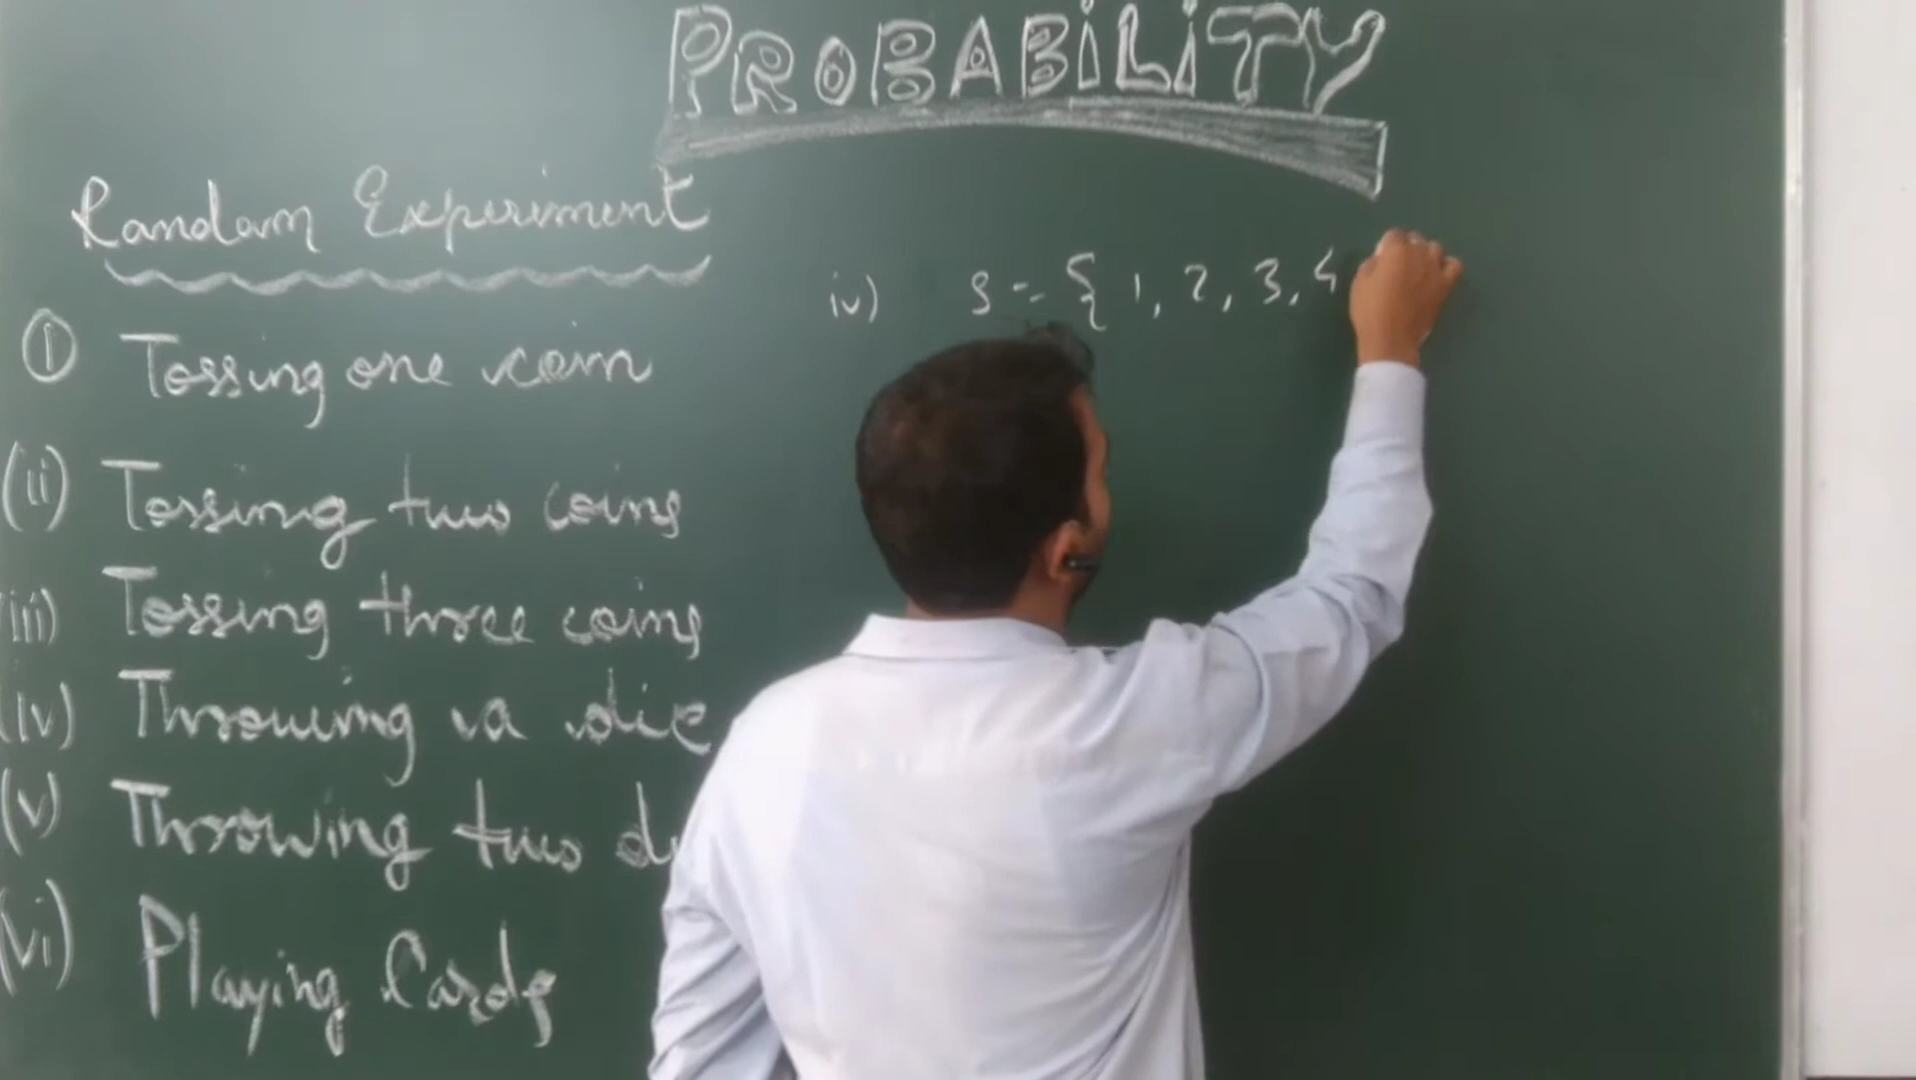 PROBABiLiTY
Random Experiment
① Tossing one coin
(ii) Tossing two coins
iii) Tossing three coins
(iv) Throwing a die
(v) Throwing two
(vi) Playing Cards
iv) S = { 1, 2, 3, 4